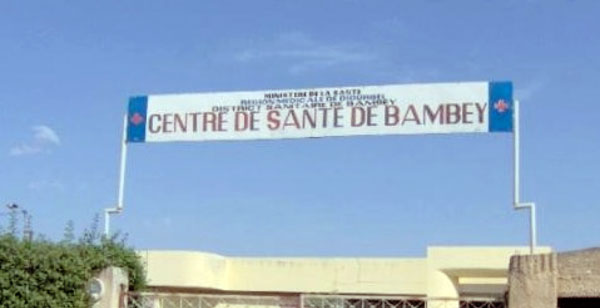 MINISTERE DE LA SANTE
REGION MEDICALE DE DIOURBEL
DISTRICT SANITAIRE DE BAMBEY
CENTRE DE SANTE DE BAMBEY